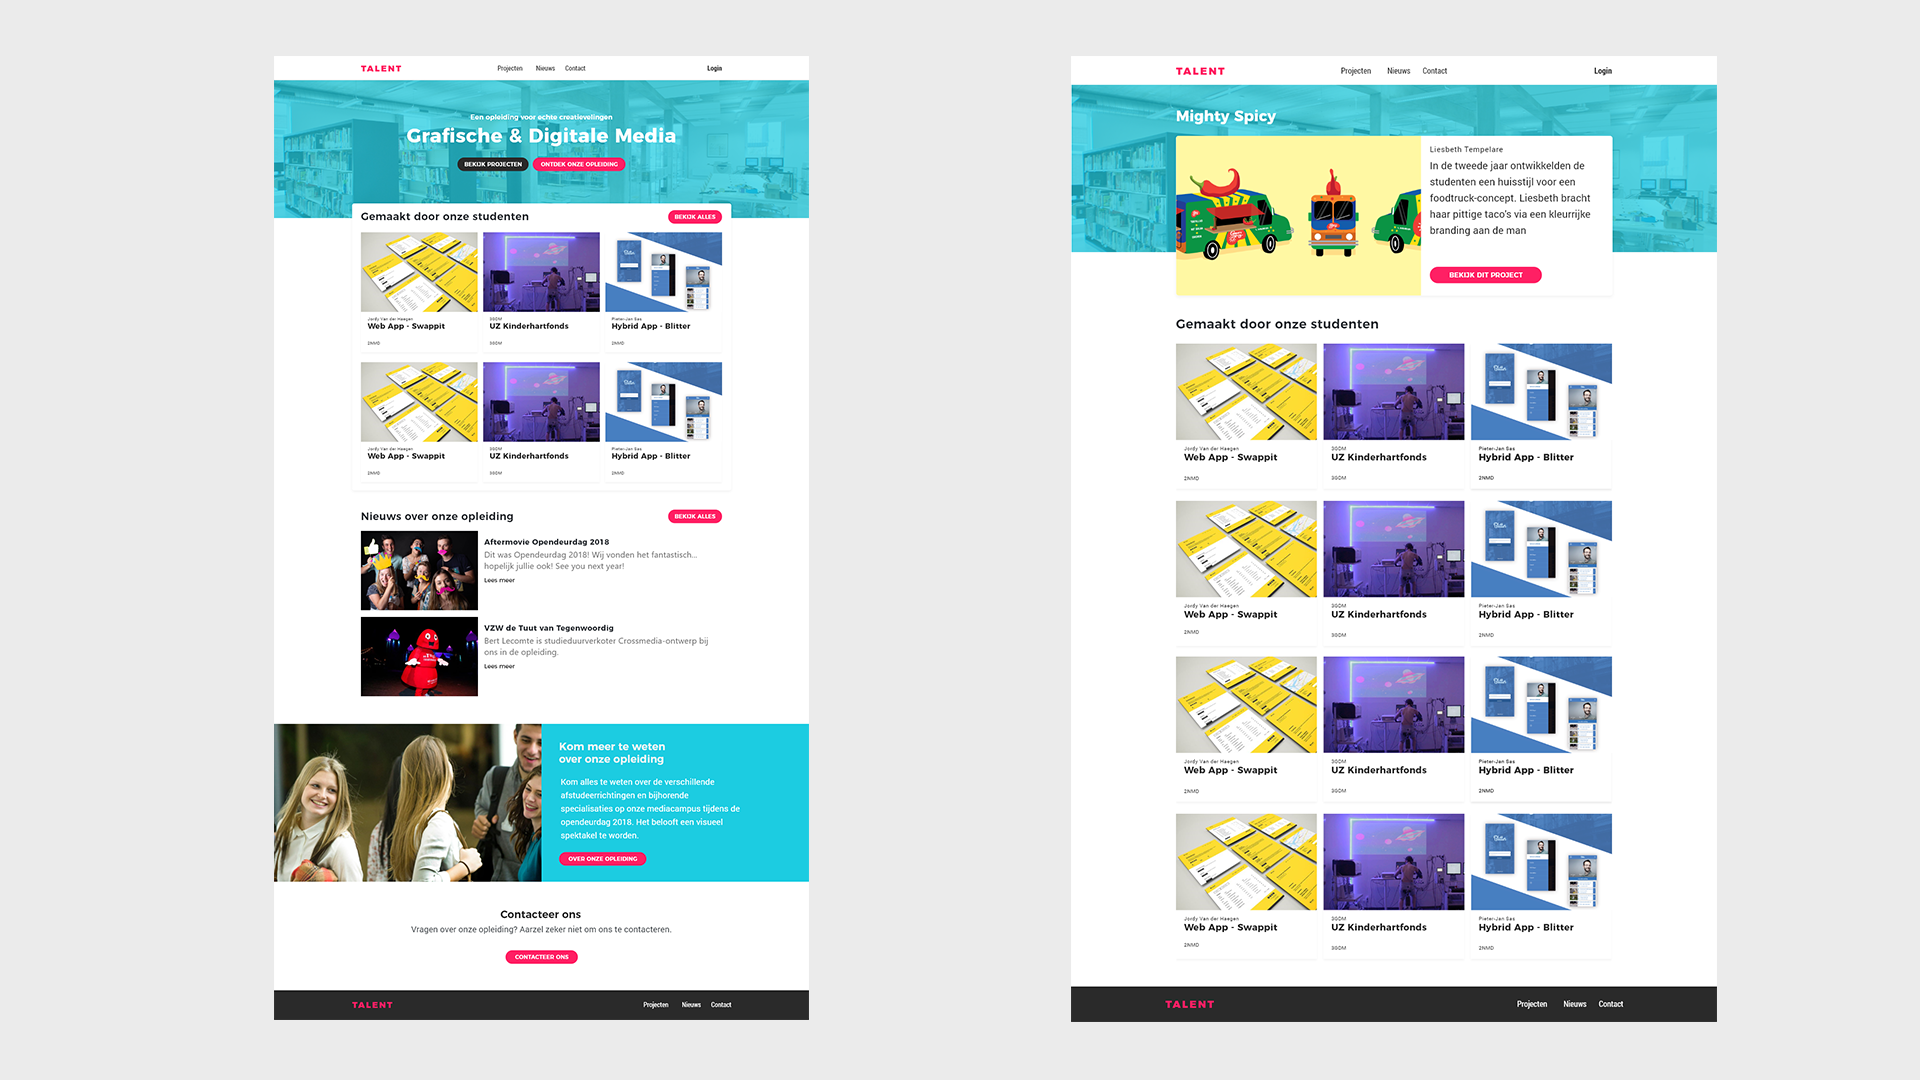 TALENT
Projecten Nieuws Contact
Login
Een opleiding voor echte creatievelingen
Grafische & Digitale Media
BEKIJK PROJECTEN
ONTDEK ONZE OPLEIDING
Gemaakt door onze studenten
BEKIJK ALLES
Jordy Van der Haegen
Web App - Swappit
2NMD
3GDM
UZ Kinderhartfonds
3GDM
Pieter-Jan Sas
Hybrid App - Blitter
2NMD
Jordy Van der Haegen
Web App - Swappit
2NMD
3GDM
UZ Kinderhartfonds
3GDM
Pieter-Jan Sas
Hybrid App - Blitter
2NMD
Nieuws over onze opleiding
BEKIJK ALLES
Aftermovie Opendeurdag 2018
Dit was Opendeurdag 2018! Wij vonden het fantastisch...
hopelijk jullie ook! See you next year!
Lees meer
VZW de Tuut van Tegenwoordig
Bert Lecomte is studieduurverkoter Crossmedia-ontwerp bij
ons in de opleiding.
Lees meer
Kom meer te weten
over onze opleiding
Kom alles te weten over de verschillende
afstudeerrichtingen en bijhorende
specialisaties op onze mediacampus tijdens de
opendeurdag 2018. Het belooft een visueel
spektakel te worden.
OVER ONZE OPLEIDING
Contacteer ons
Vragen over onze opleiding? Aarzel zeker niet om ons te contacteren.
CONTACTEER ONS
TALENT
Projecten Nieuws Contact
TALENT
Projecten Nieuws Contact
Login
Mighty Spicy
Liesbeth Tempelare
In de tweede jaar ontwikkelden de
studenten een huisstijl voor een
foodtruck-concept. Liesbeth bracht
haar pittige taco's via een kleurrijke
branding aan de man
BEKIJK DIT PROJECT
Gemaakt door onze studenten
Jordy Van der Haegen
Web App - Swappit
2NMD
3GDM
UZ Kinderhartfonds
3GDM
Pieter-Jan Sas
Hybrid App - Blitter
2NMD
Jordy Van der Haegen
Web App - Swappit
2NMD
3GDM
UZ Kinderhartfonds
3GDM
Pieter-Jan Sas
Hybrid App - Blitter
2NMD
Jordy Van der Haegen
Web App - Swappit
2NMD
3GDM
UZ Kinderhartfonds
3GDM
Pieter-Jan Sas
Hybrid App - Blitter
2NMD
Jordy Van der Haegen
Web App - Swappit
2NMD
3GDM
UZ Kinderhartfonds
3GDM
Pieter-Jan Sas
Hybrid App - Blitter
2NMD
TALENT
Projecten Nieuws Contact